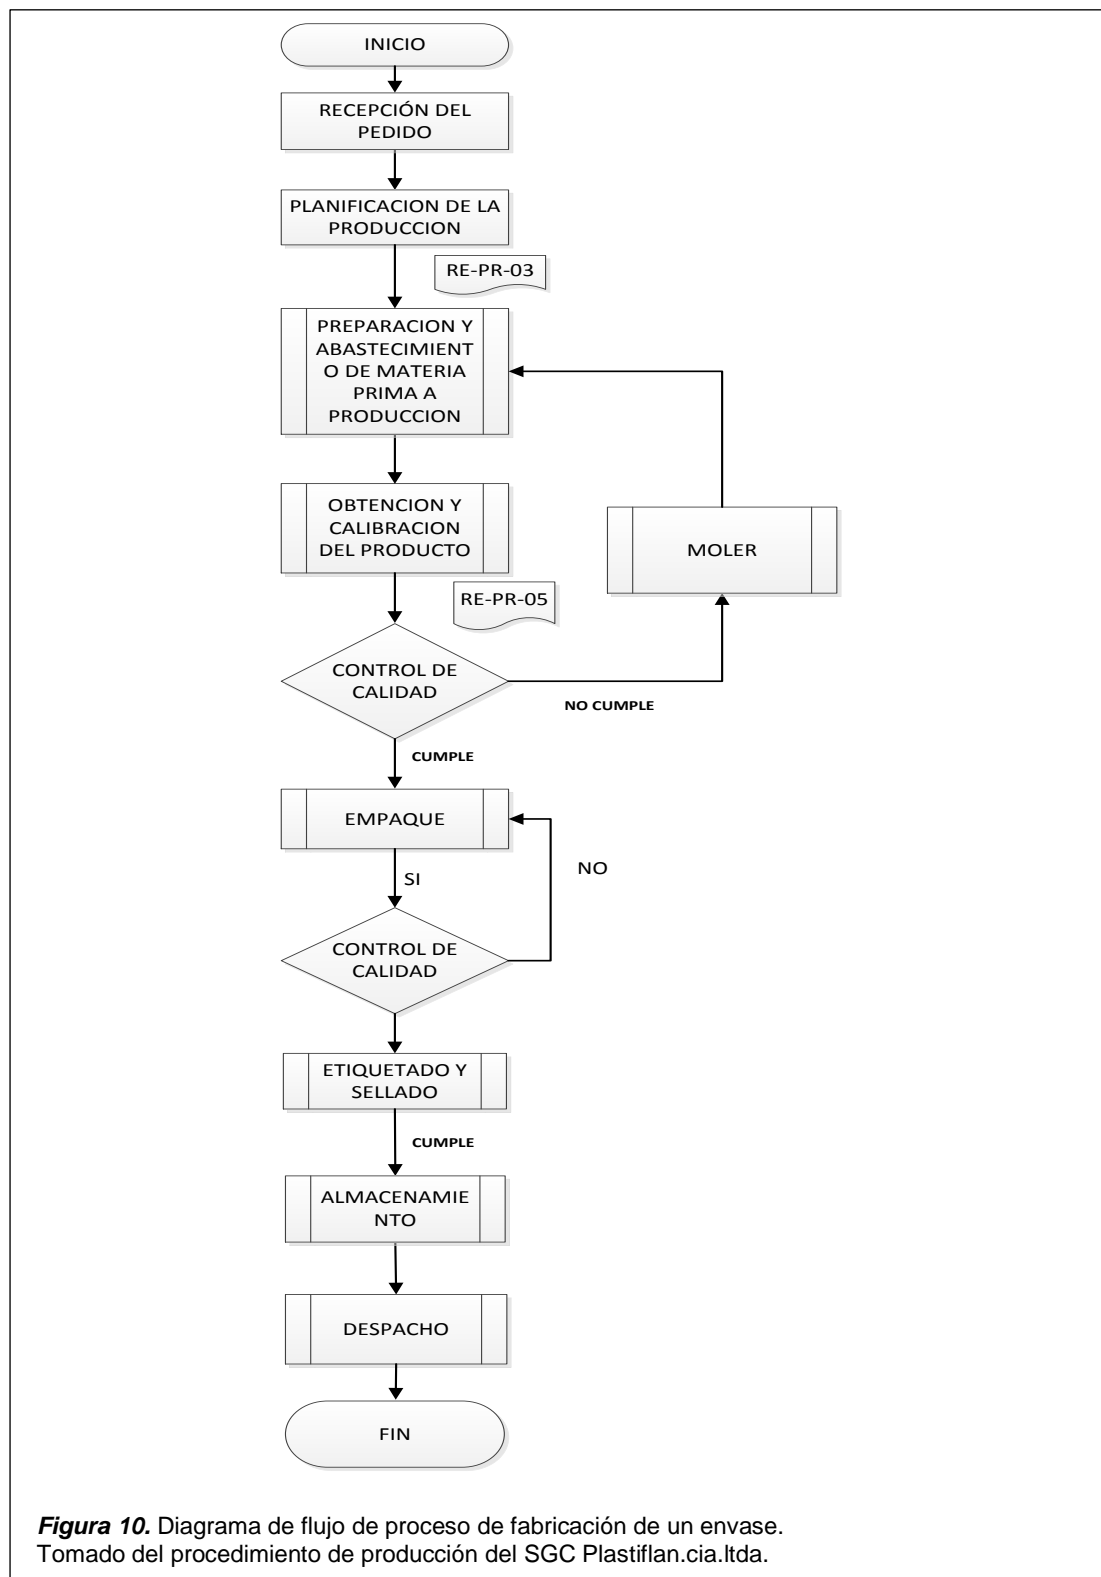 INICIO
RECEPCIÓN DEL
PEDIDO
PLANIFICACION DE LA
PRODUCCION
RE-PR-03
PREPARACION Y
ABASTECIMIENT
O DE MATERIA
PRIMA A
PRODUCCION
OBTENCION Y
CALIBRACION
DEL PRODUCTO
MOLER
RE-PR-05
CONTROL DE
CALIDAD
NO CUMPLE
CUMPLE
EMPAQUE
NO
SI
CONTROL DE
CALIDAD
ETIQUETADO Y
SELLADO
CUMPLE
ALMACENAMIE
NTO
DESPACHO
FIN
Figura 10. Diagrama de flujo de proceso de fabricación de un envase.
Tomado del procedimiento de producción del SGC Plastiflan.cia.ltda.